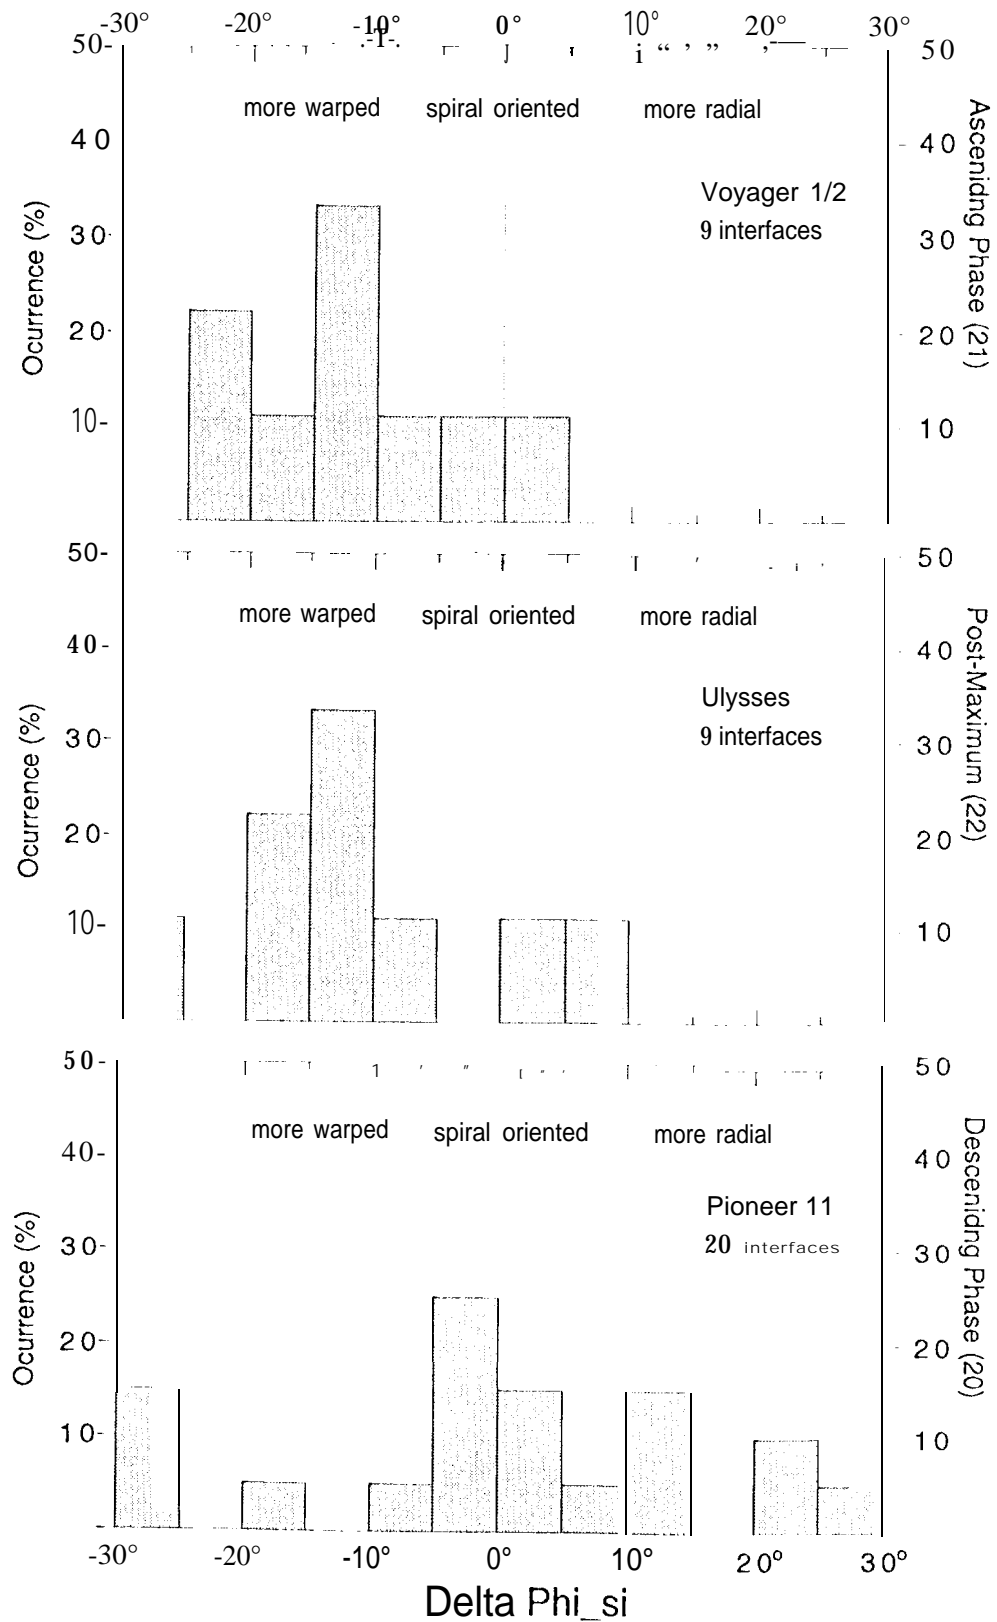 -30° -20° -10° 0° 10° 20° 30°
50- 50
more warped spiral oriented more radial
40 40
Voyager 1/2
9 interfaces
30 30
20 20
10- 10
Ocurrence (%)
Ascenidng Phase (21)
50- 50
more warped spiral oriented more radial
40- 40
Ulysses
9 interfaces
30- 30
20- 20
10- 10
Ocurrence (%)
Post-Maximum (22)
50- 50
more warped spiral oriented more radial
40- 40
Pioneer 11
20 interfaces
30- 30
20- 20
10- 10
Ocurrence (%)
Descenidng Phase (20)
-30° -20° -10° 0° 10° 20° 30°
Delta Phi_si